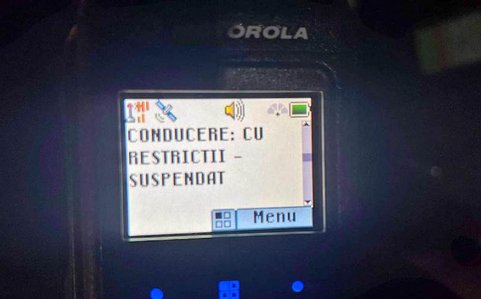 OROLA
CONDUCERE: CU
RESTRICTII -
SUSPENDAT
Menu